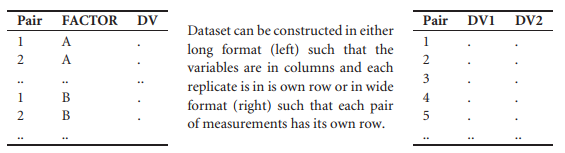 Pair FACTOR DV
1 A .
2 A .
.. .. ..
1 B .
2 B .
.. ..
Dataset can be constructed in either
long format (left) such that the
variables are in columns and each
replicate is in is own row or in wide
format (right) such that each pair
of measurements has its own row.
Pair DV1 DV2
1 . .
2 . .
3 . .
4 . .
5 . .
.. .. ..